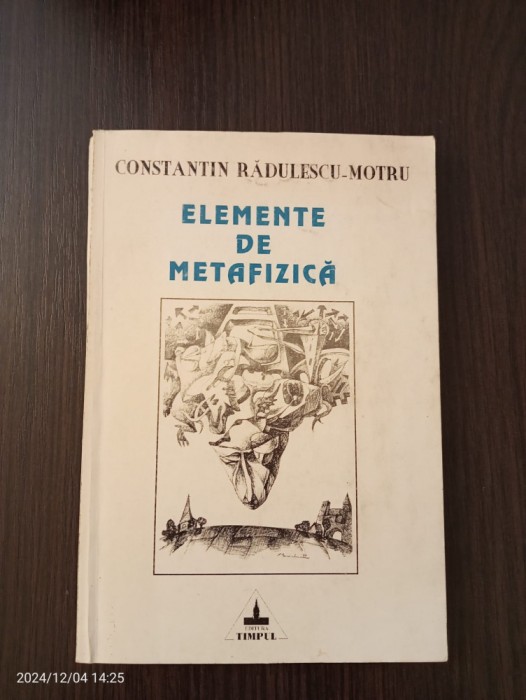 CONSTANTIN RĂDULESCU-MOTRU
ELEMENTE
DE
METAFIZICĂ
EDITURA
TIMPUL
2024/12/04 14:25